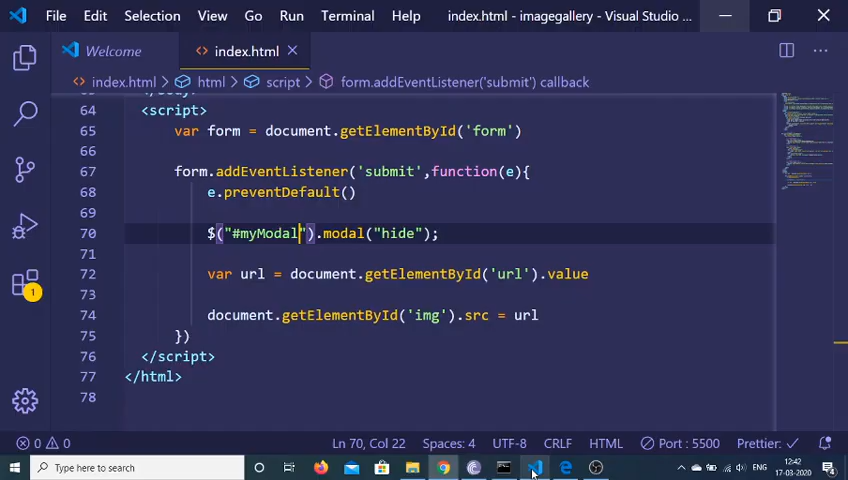 File Edit Selection View Go Run Terminal Help index.html - imagegallery - Visual Studio ...
Welcome index.html
index.html > html > script > form.addEventListener('submit') callback
64 <script>
65 var form = document.getElementById('form')
66
67 form.addEventListener('submit',function(e){
68 e.preventDefault()
69
70 $("#myModal").modal("hide");
71
72 var url = document.getElementById('url').value
73
74 document.getElementById('img').src = url
75 })
76 </script>
77 </html>
78
1
0 0 Ln 70, Col 22 Spaces: 4 UTF-8 CRLF HTML Port : 5500 Prettier: ✓
Type here to search ENG 12:42
17-03-2020 4